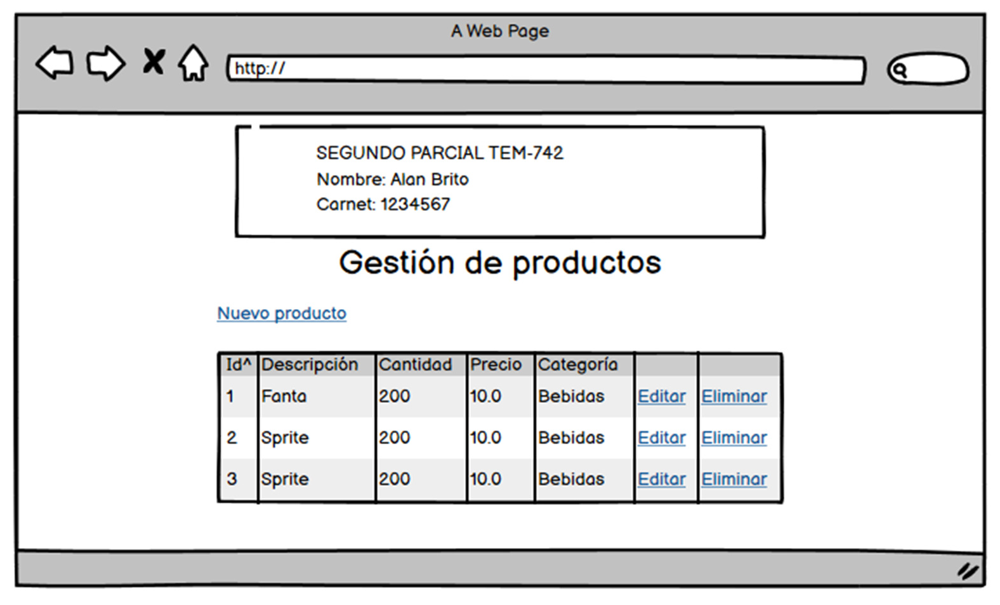 A Web Page
http://
SEGUNDO PARCIAL TEM-742
Nombre: Alan Brito
Carnet: 1234567
Gestión de productos
Nuevo producto
Id^ Descripción Cantidad Precio Categoría
1 Fanta 200 10.0 Bebidas Editar Eliminar
2 Sprite 200 10.0 Bebidas Editar Eliminar
3 Sprite 200 10.0 Bebidas Editar Eliminar